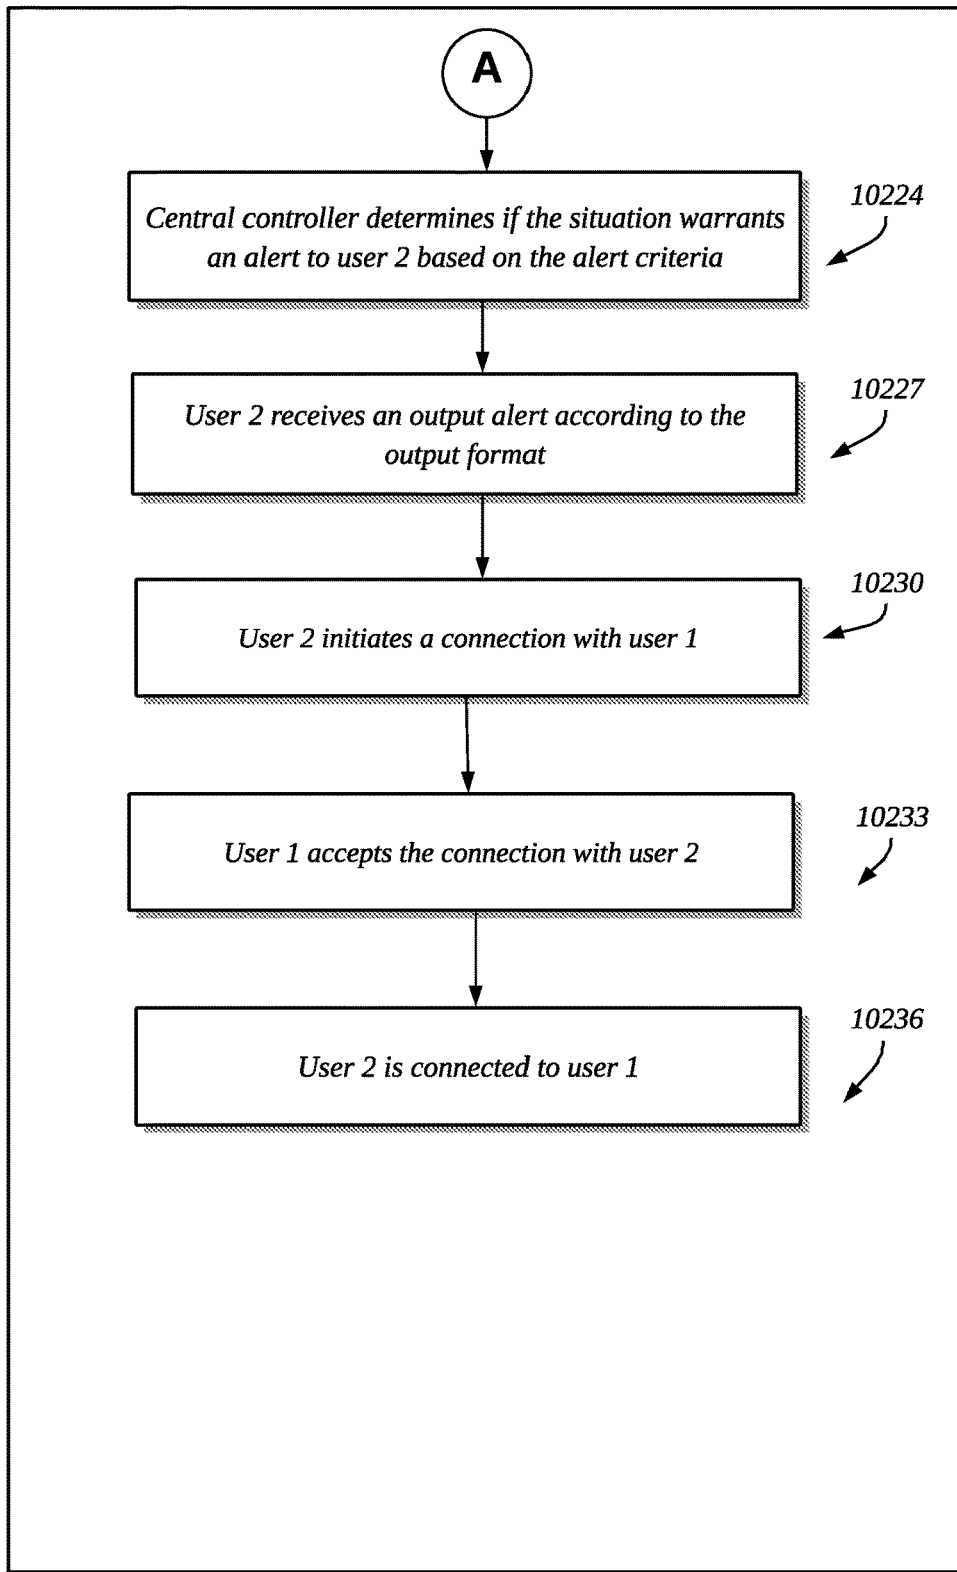 A
Central controller determines if the situation warrants
an alert to user 2 based on the alert criteria
10224
User 2 receives an output alert according to the
output format
10227
User 2 initiates a connection with user 1
10230
User 1 accepts the connection with user 2
10233
User 2 is connected to user 1
10236